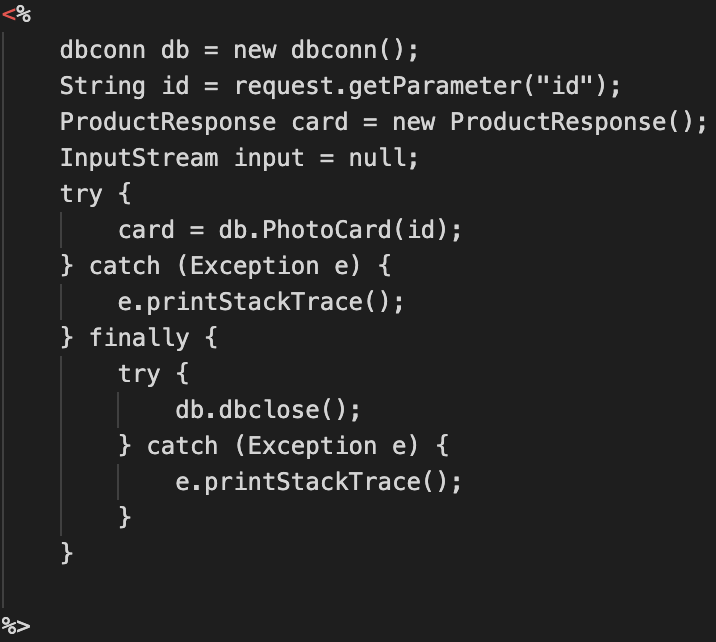 <%
    dbconn db = new dbconn();
    String id = request.getParameter("id");
    ProductResponse card = new ProductResponse();
    InputStream input = null;
    try {
        card = db.PhotoCard(id);
    } catch (Exception e) {
        e.printStackTrace();
    } finally {
        try {
            db.dbclose();
        } catch (Exception e) {
            e.printStackTrace();
        }
    }
%>